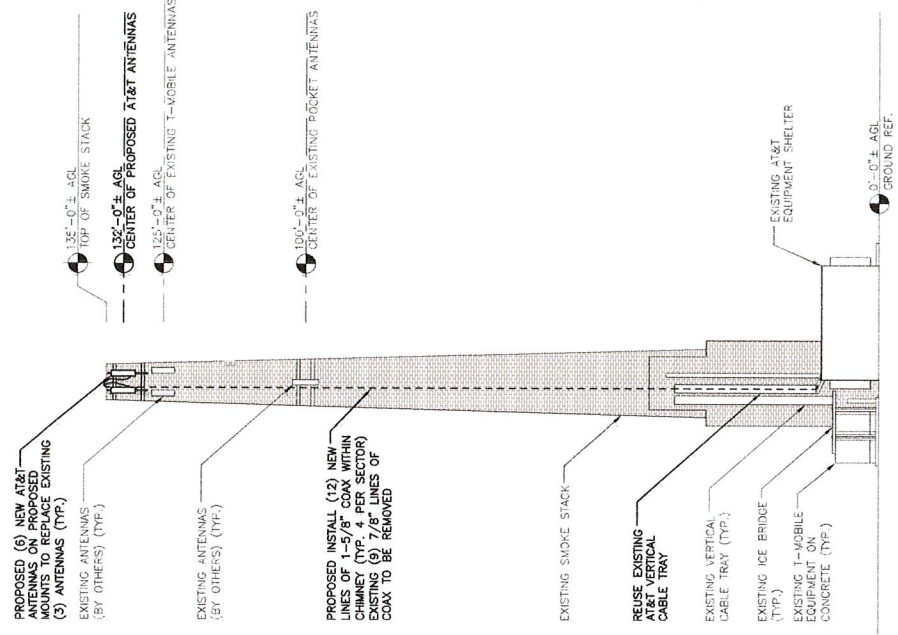 135'-0"± AGL
TOP OF SMOKE STACK
132'-0"± AGL
CENTER OF PROPOSED AT&T ANTENNAS
125'-0"± AGL
CENTER OF EXISTING T-MOBILE ANTENNAS
100'-0"± AGL
CENTER OF EXISTING POCKET ANTENNAS
EXISTING AT&T
EQUIPMENT SHELTER
0'-0"± AGL
GROUND REF.
PROPOSED (6) NEW AT&T
ANTENNAS ON PROPOSED
MOUNTS TO REPLACE EXISTING
(3) ANTENNAS (TYP.)
EXISTING ANTENNAS
(BY OTHERS) (TYP.)
EXISTING ANTENNAS
(BY OTHERS) (TYP.)
PROPOSED INSTALL (12) NEW
LINES OF 1-5/8" COAX WITHIN
CHIMNEY (TYP. 4 PER SECTOR)
EXISTING (9) 7/8" LINES OF
COAX TO BE REMOVED
EXISTING SMOKE STACK
REUSE EXISTING
AT&T VERTICAL
CABLE TRAY
EXISTING VERTICAL
CABLE TRAY (TYP.)
EXISTING ICE BRIDGE
(TYP.)
EXISTING T-MOBILE
EQUIPMENT ON
CONCRETE (TYP.)